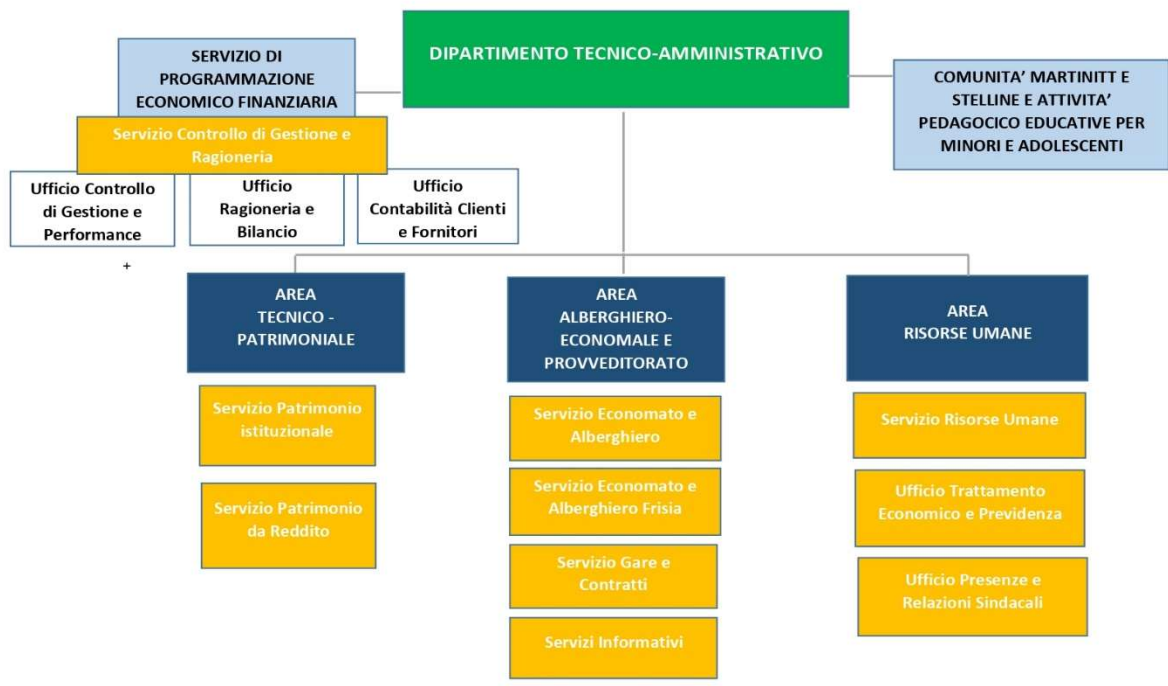 DIPARTIMENTO TECNICO-AMMINISTRATIVO
SERVIZIO DI
PROGRAMMAZIONE
ECONOMICO FINANZIARIA
COMUNITA’ MARTINITT E
STELLINE E ATTIVITA’
PEDAGOCICO EDUCATIVE PER
MINORI E ADOLESCENTI
Servizio Controllo di Gestione e
Ragioneria
Ufficio Controllo
di Gestione e
Performance
Ufficio
Ragioneria e
Bilancio
Ufficio
Contabilità Clienti
e Fornitori
+
AREA
TECNICO -
PATRIMONIALE
Servizio Patrimonio
istituzionale
Servizio Patrimonio
da Reddito
AREA
ALBERGHIERO-
ECONOMALE E
PROVVEDITORATO
Servizio Economato e
Alberghiero
Servizio Economato e
Alberghiero Frisia
Servizio Gare e
Contratti
Servizi Informativi
AREA
RISORSE UMANE
Servizio Risorse Umane
Ufficio Trattamento
Economico e Previdenza
Ufficio Presenze e
Relazioni Sindacali